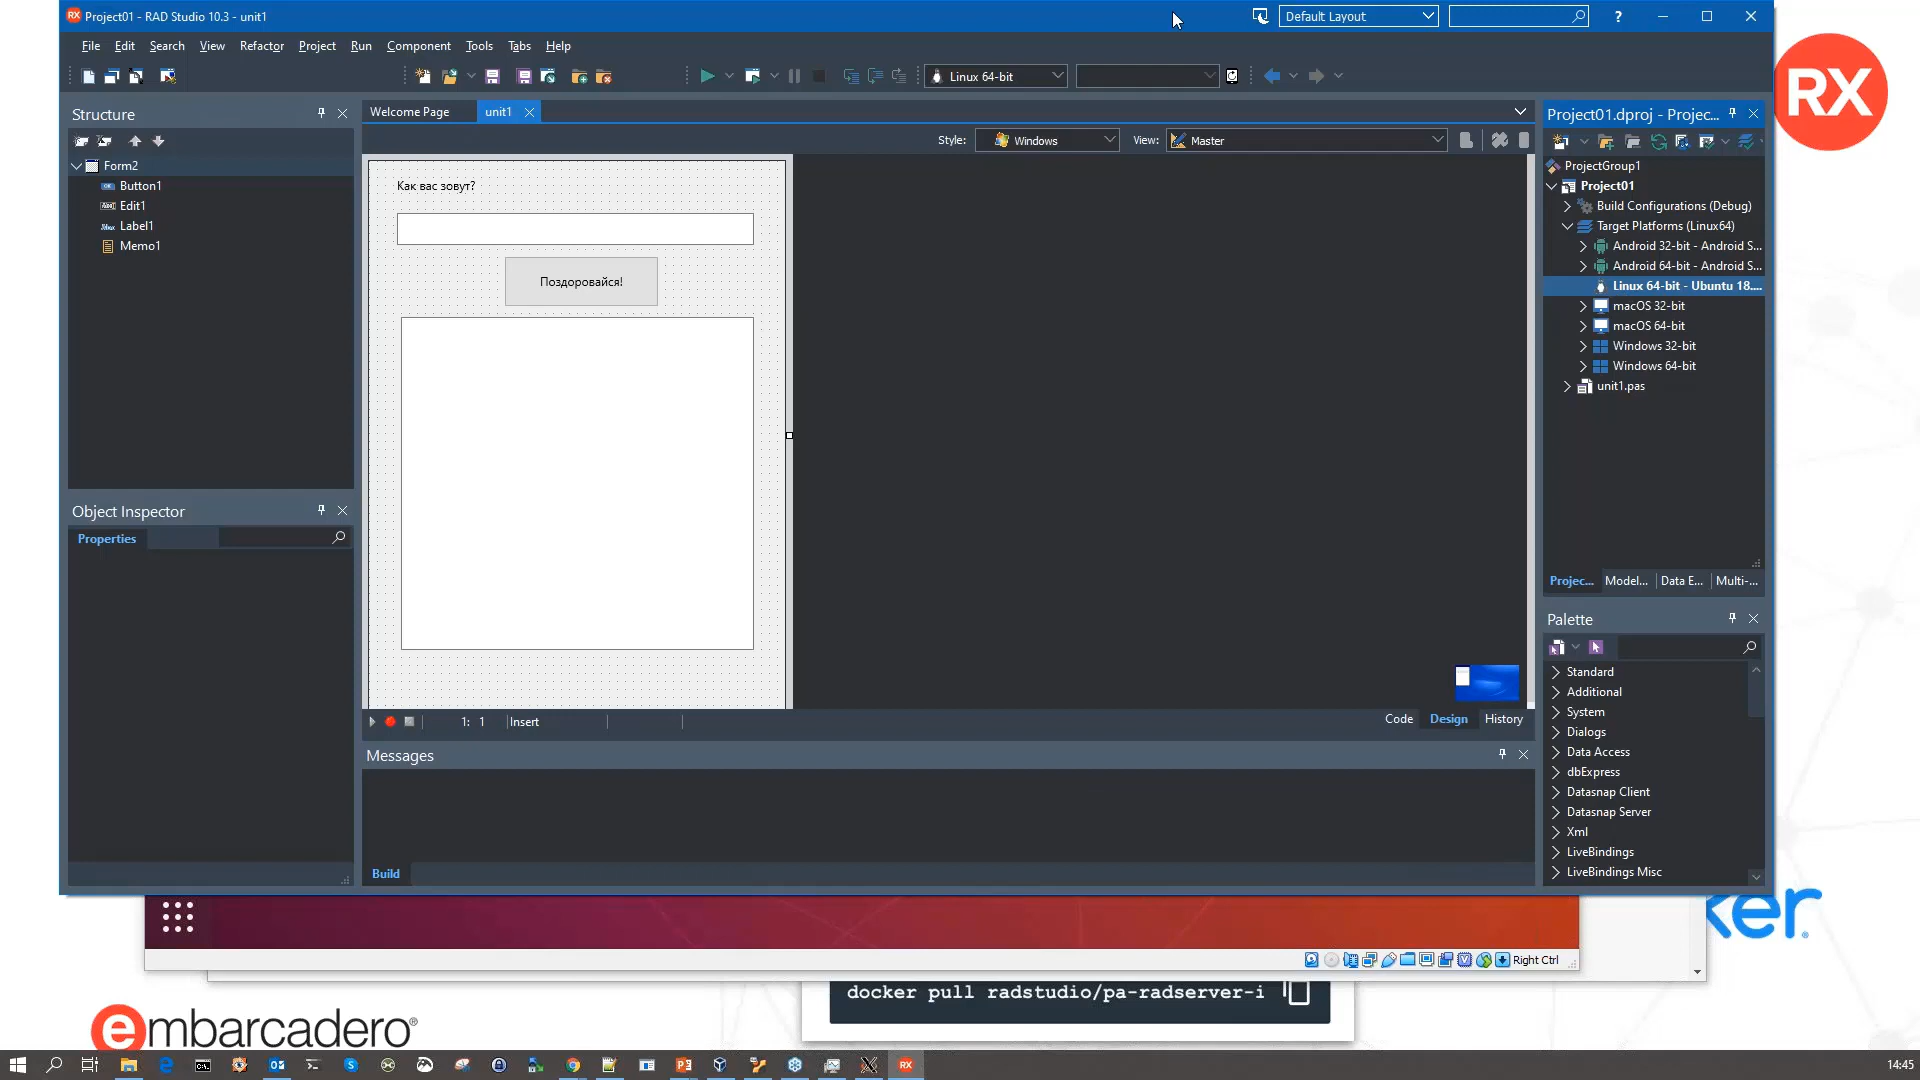 Project01 - RAD Studio 10.3 - unit1
Default Layout
?
File Edit Search View Refactor Project Run Component Tools Tabs Help
Linux 64-bit
RX
Structure
Form2
Button1
Edit1
Label1
Memo1
Object Inspector
Properties
Welcome Page
unit1
Style:
Windows
View:
Master
Как вас зовут?
Поздоровайся!
1: 1
Insert
Code
Design
History
Messages
Build
Project01.dproj - Projec...
ProjectGroup1
Project01
Build Configurations (Debug)
Target Platforms (Linux64)
Android 32-bit - Android S...
Android 64-bit - Android S...
Linux 64-bit - Ubuntu 18....
macOS 32-bit
macOS 64-bit
Windows 32-bit
Windows 64-bit
unit1.pas
Projec...
Model...
Data E...
Multi-...
Palette
Standard
Additional
System
Dialogs
Data Access
dbExpress
Datasnap Client
Datasnap Server
Xml
LiveBindings
LiveBindings Misc
ker
Right Ctrl
docker pull radstudio/pa-radserver-i
embarcadero®
14:45